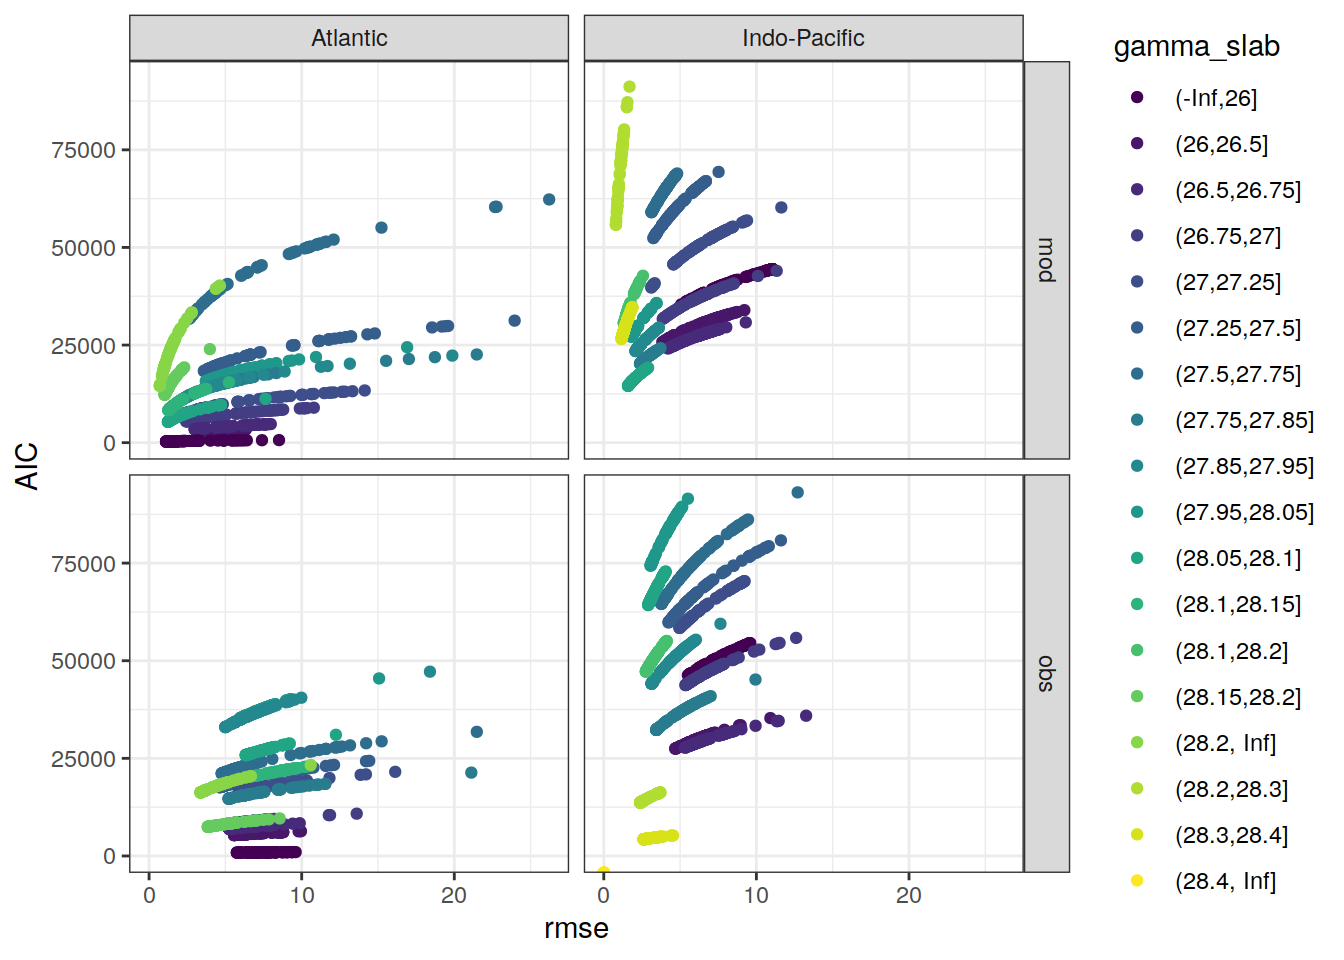 Atlantic
Indo-Pacific
gamma_slab
(-Inf,26]
(26,26.5]
(26.5,26.75]
(26.75,27]
(27,27.25]
(27.25,27.5]
(27.5,27.75]
(27.75,27.85]
(27.85,27.95]
(27.95,28.05]
(28.05,28.1]
(28.1,28.15]
(28.1,28.2]
(28.15,28.2]
(28.2, Inf]
(28.2,28.3]
(28.3,28.4]
(28.4, Inf]
75000
50000
25000
0
mod
75000
50000
25000
0
obs
AIC
0
10
20
0
10
20
rmse